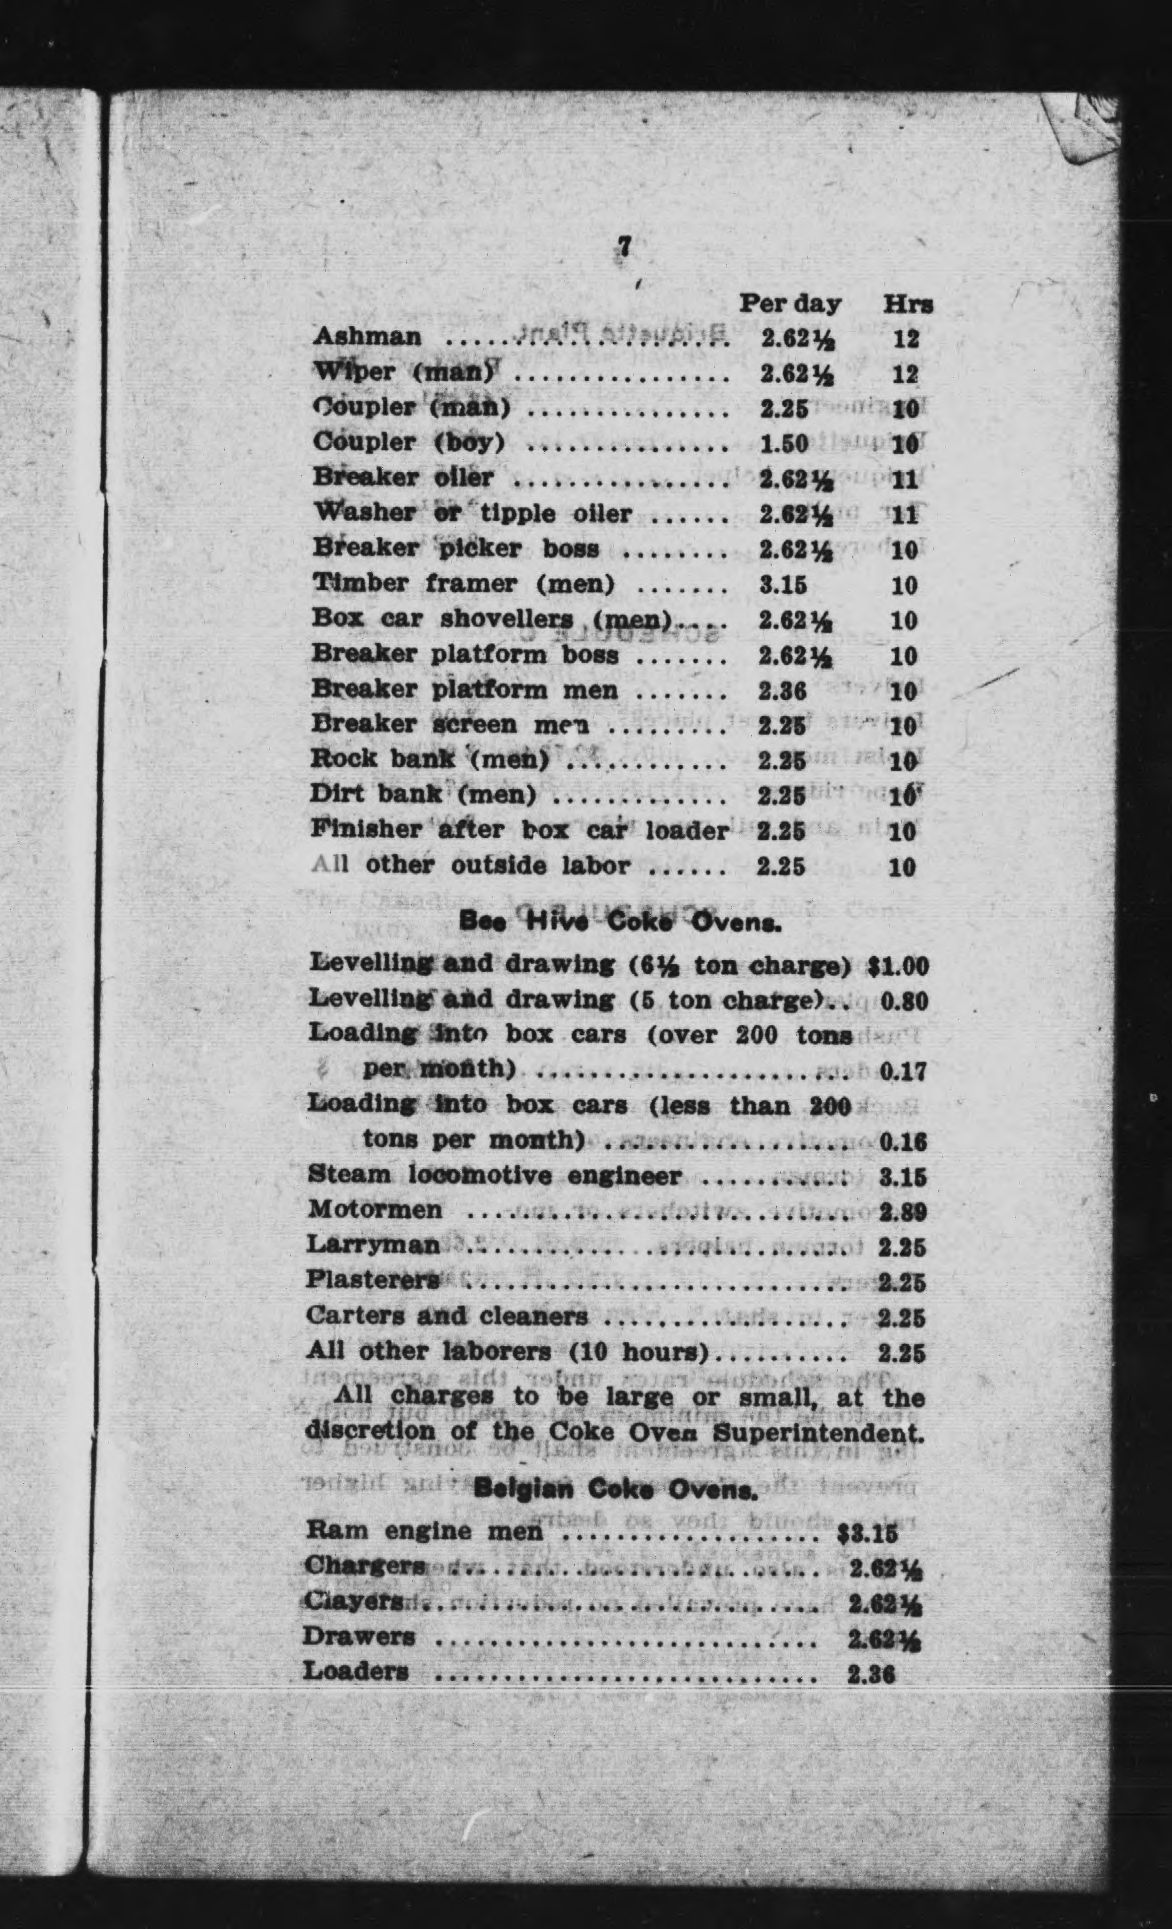 7
Per day Hrs
Ashman ..................... 2.62½ 12
Wiper (man) ................ 2.62½ 12
Coupler (man) ............... 2.25 10
Coupler (boy) ............... 1.50 10
Breaker oiler ................ 2.62½ 11
Washer or tipple oiler ...... 2.62½ 11
Breaker picker boss ........ 2.62½ 10
Timber framer (men) ....... 3.15 10
Box car shovellers (men).... 2.62½ 10
Breaker platform boss ....... 2.62½ 10
Breaker platform men ....... 2.36 10
Breaker screen men ......... 2.25 10
Rock bank (men) ............ 2.25 10
Dirt bank (men) ............. 2.25 10
Finisher after box car loader 2.25 10
All other outside labor ...... 2.25 10
Bee Hive Coke Ovens.
Levelling and drawing (6½ ton charge) $1.00
Levelling and drawing (5 ton charge).. 0.80
Loading into box cars (over 200 tons
per month) ....................... 0.17
Loading into box cars (less than 200
tons per month) .................. 0.16
Steam locomotive engineer ........... 3.15
Motormen ............................ 2.89
Larryman ............................ 2.25
Plasterers ............................ 2.25
Carters and cleaners .................. 2.25
All other laborers (10 hours).......... 2.25
All charges to be large or small, at the
discretion of the Coke Oven Superintendent.
Belgian Coke Ovens.
Ram engine men ................... $3.15
Chargers ............................ 2.62½
Clayers ............................. 2.62½
Drawers ............................ 2.62½
Loaders ............................ 2.36